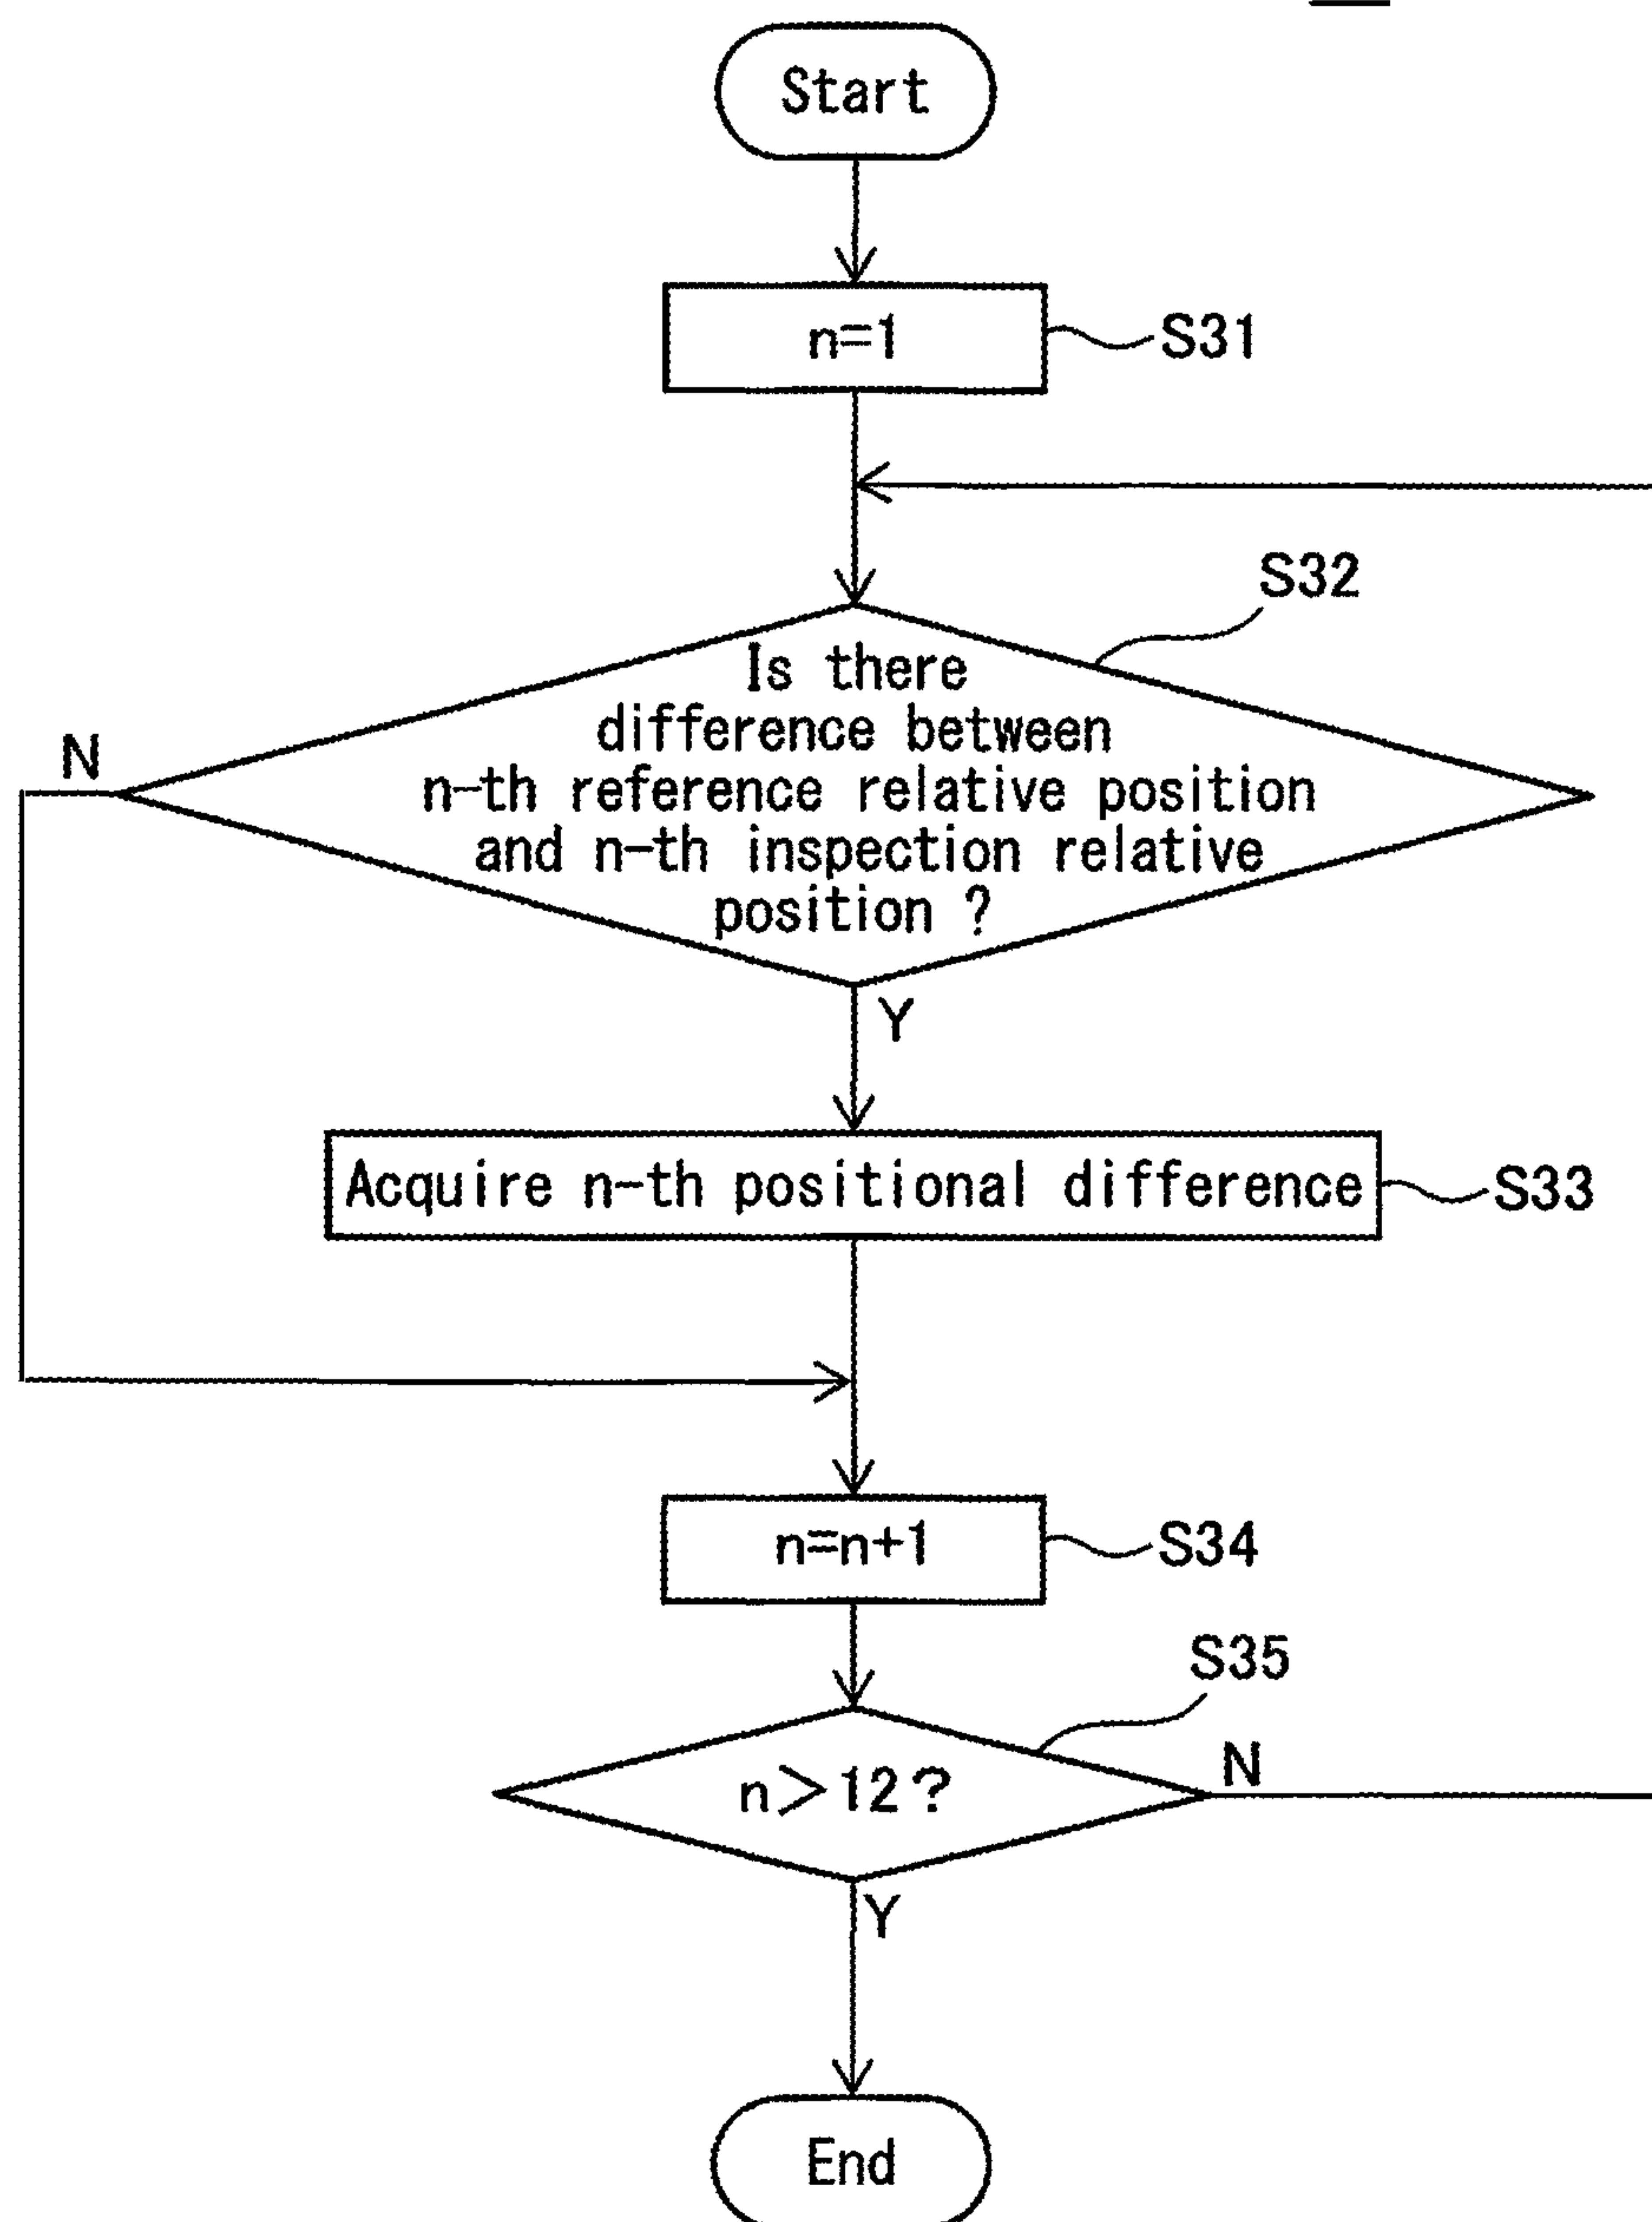 Start
n=1
S31
S32
Is there
difference between
n-th reference relative position
and n-th inspection relative
position ?
N
Y
Acquire n-th positional difference
S33
n=n+1
S34
S35
n>12?
N
Y
End